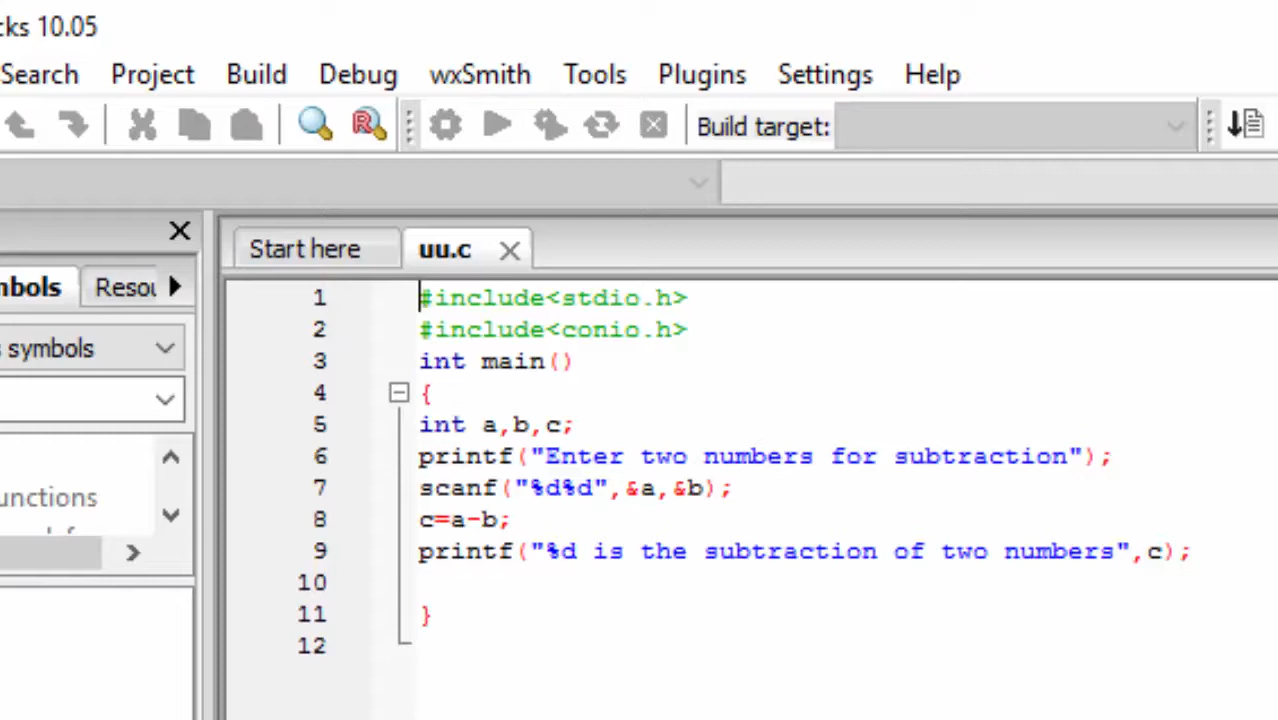 cks 10.05
Search Project Build Debug wxSmith Tools Plugins Settings Help
Build target:
Start here uu.c
mbols Resou
s symbols
unctions
1 #include<stdio.h>
2 #include<conio.h>
3 int main()
4 {
5 int a,b,c;
6 printf("Enter two numbers for subtraction");
7 scanf("%d%d",&a,&b);
8 c=a-b;
9 printf("%d is the subtraction of two numbers",c);
10
11 }
12